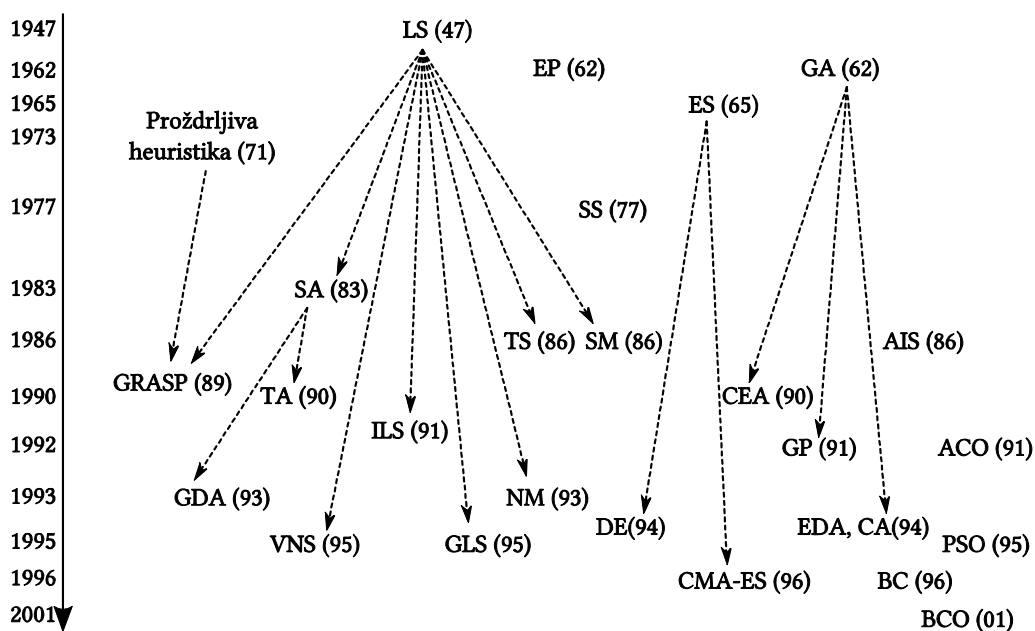 1947
LS (47)
1962
EP (62)
GA (62)
1965
ES (65)
1973
Proždrljiva
heuristika (71)
1977
SS (77)
1983
SA (83)
1986
TS (86)
SM (86)
AIS (86)
GRASP (89)
1990
TA (90)
CEA (90)
ILS (91)
1992
GP (91)
ACO (91)
1993
GDA (93)
NM (93)
DE(94)
EDA, CA(94)
1995
VNS (95)
GLS (95)
PSO (95)
1996
CMA-ES (96)
BC (96)
2001
BCO (01)